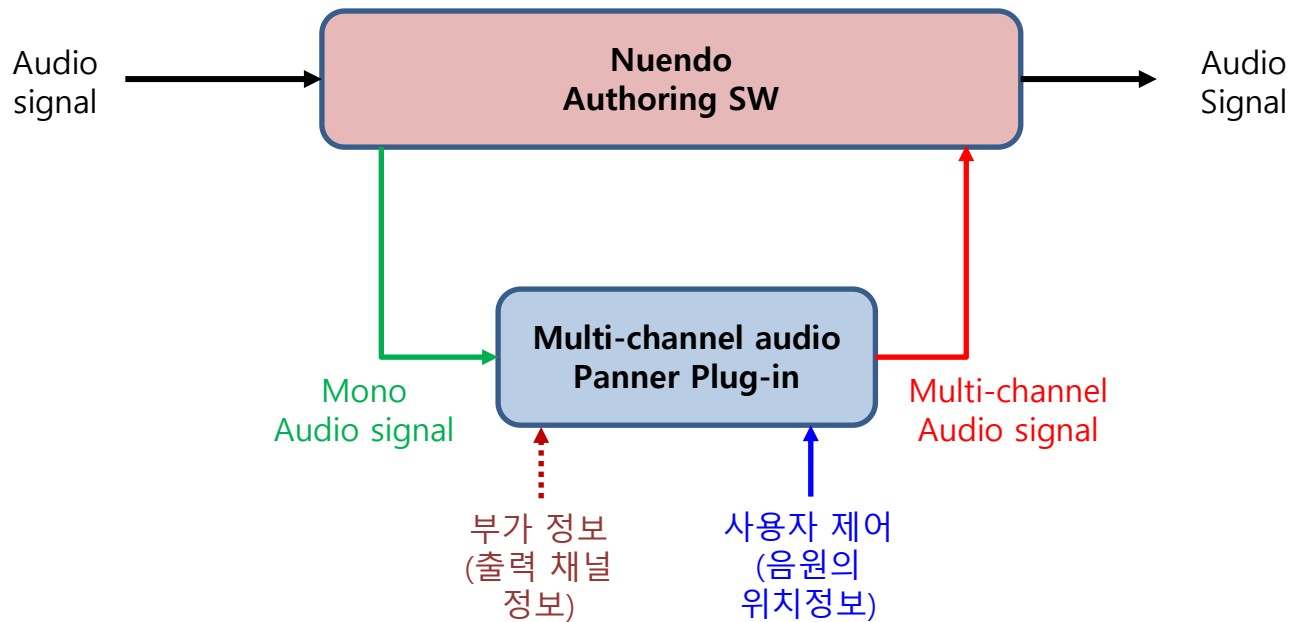 Audio
signal
Nuendo
Authoring SW
Audio
Signal
Multi-channel audio
Panner Plug-in
Mono
Audio signal
Multi-channel
Audio signal
부가 정보
(출력 채널
정보)
사용자 제어
(음원의
위치정보)